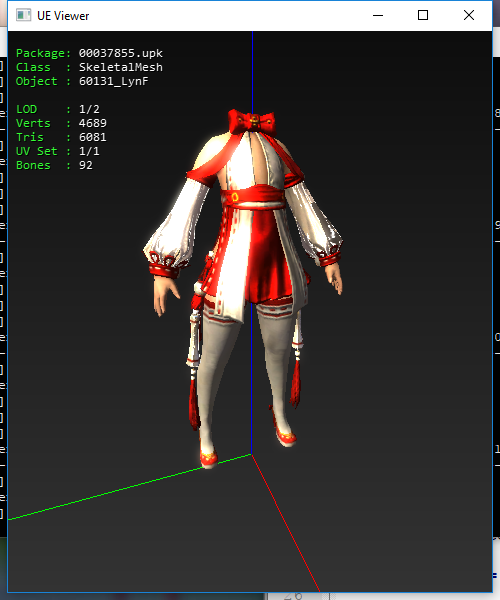 UE Viewer
Package: 00037855.upk
Class : SkeletalMesh
Object : 60131_LynF
LOD : 1/2
Verts : 4689
Tris : 6081
UV Set : 1/1
Bones : 92